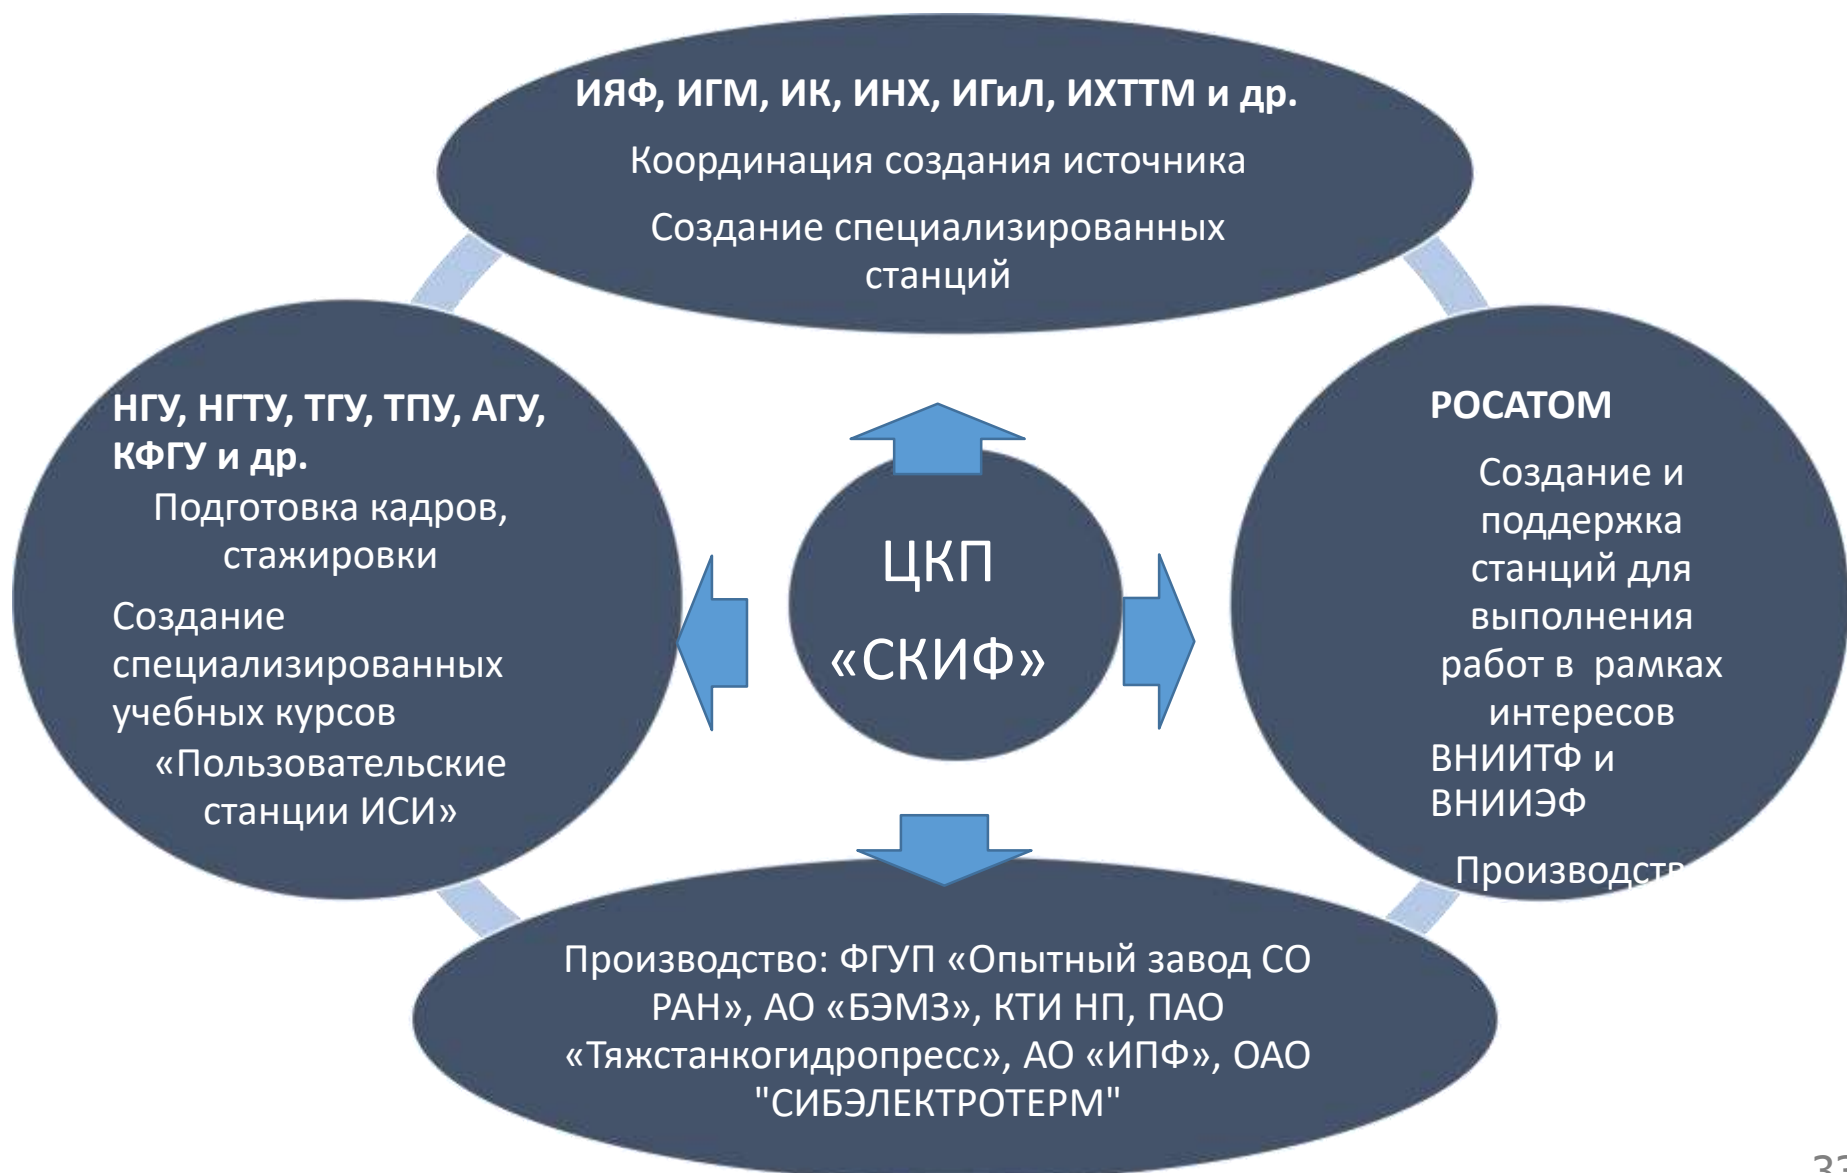 ИЯФ, ИГМ, ИК, ИНХ, ИГиЛ, ИХТТМ и др.
Координация создания источника
Создание специализированных
станций
НГУ, НГТУ, ТГУ, ТПУ, АГУ,
КФГУ и др.
Подготовка кадров,
стажировки
Создание
специализированных
учебных курсов
«Пользовательские
станции ИСИ»
ЦКП
«СКИФ»
РОСАТОМ
Создание и
поддержка
станций для
выполнения
работ в рамках
интересов
ВНИИТФ и
ВНИИЭФ
Производств
Производство: ФГУП «Опытный завод СО
РАН», АО «БЭМЗ», КТИ НП, ПАО
«Тяжстанкогидропресс», АО «ИПФ», ОАО
"СИБЭЛЕКТРОТЕРМ"